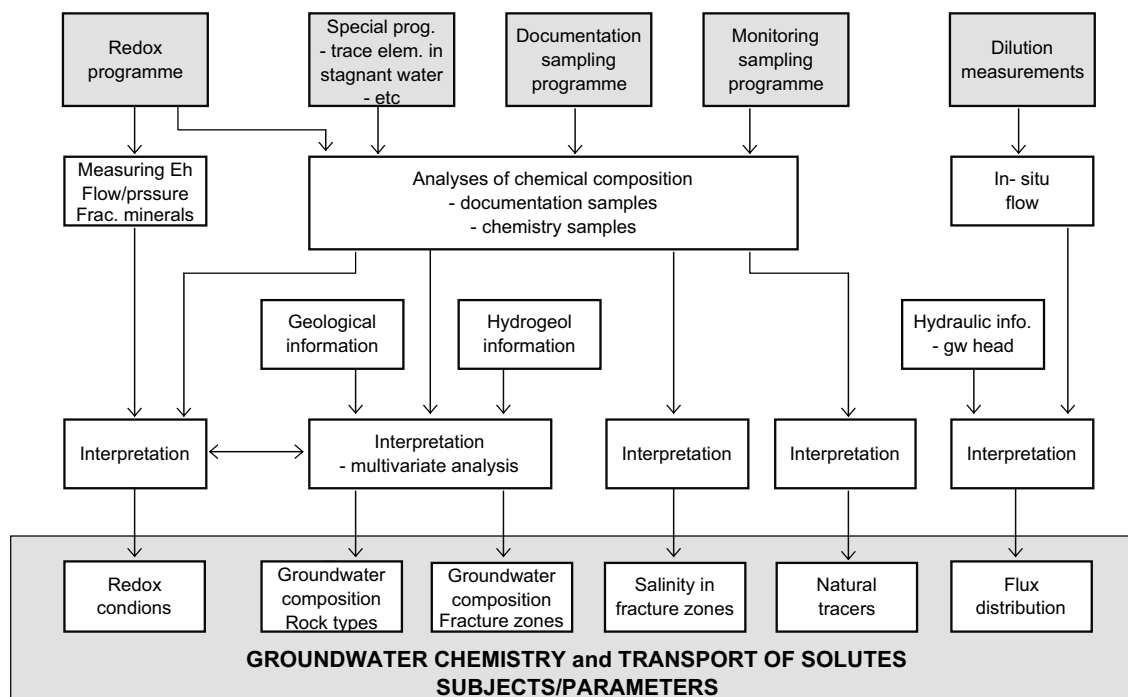 Redox
programme
Special prog.
- trace elem. in
stagnant water
- etc
Documentation
sampling
programme
Monitoring
sampling
programme
Dilution
measurements
Measuring Eh
Flow/prssure
Frac. minerals
Analyses of chemical composition
- documentation samples
- chemistry samples
In- situ
flow
Geological
information
Hydrogeol
information
Hydraulic info.
- gw head
Interpretation
Interpretation
- multivariate analysis
Interpretation
Interpretation
Interpretation
Redox
condions
Groundwater
composition
Rock types
Groundwater
composition
Fracture zones
Salinity in
fracture zones
Natural
tracers
Flux
distribution
GROUNDWATER CHEMISTRY and TRANSPORT OF SOLUTES
SUBJECTS/PARAMETERS